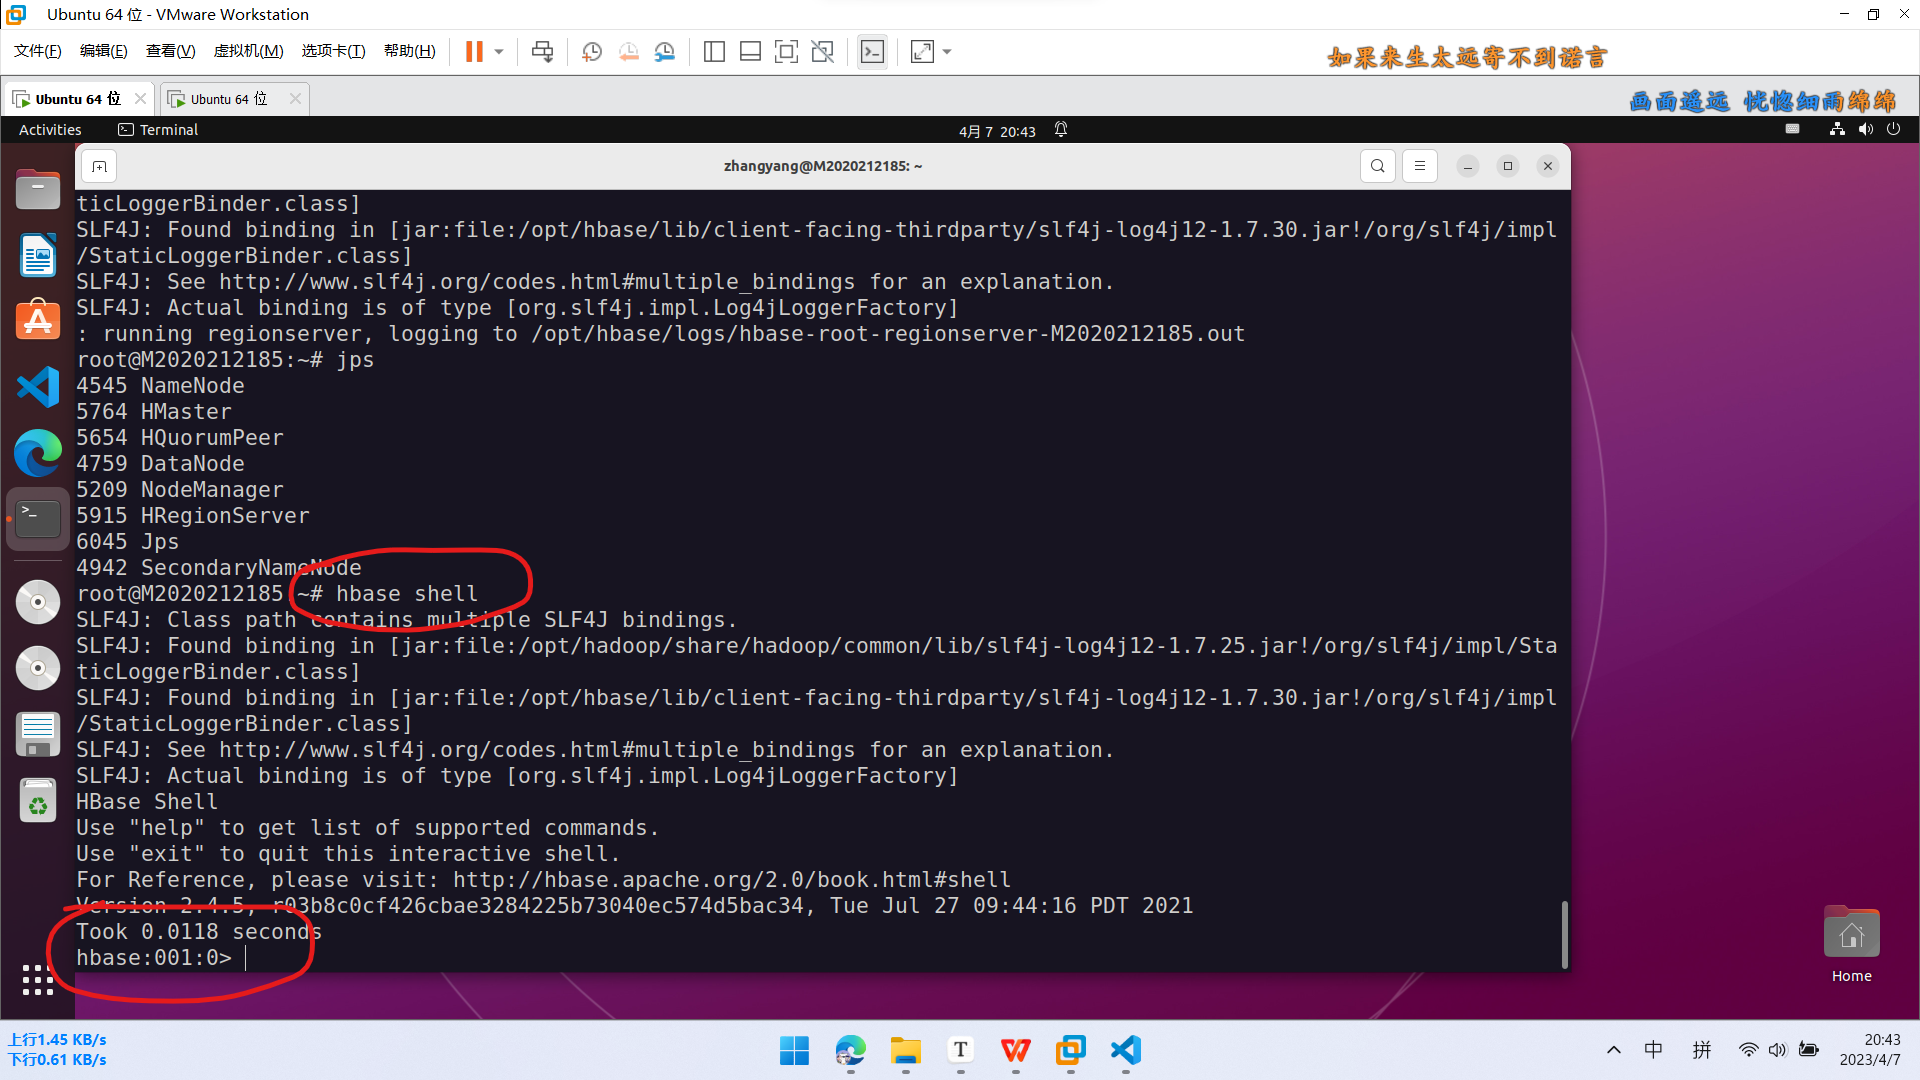 Ubuntu 64 位 - VMware Workstation
文件(F) 编辑(E) 查看(V) 虚拟机(M) 选项卡(T) 帮助(H)
如果来生太远寄不到诺言
Ubuntu 64 位 Ubuntu 64 位
画面遥远 恍惚细雨绵绵
Activities Terminal 4月 7 20:43
zhangyang@M2020212185: ~
ticLoggerBinder.class]
SLF4J: Found binding in [jar:file:/opt/hbase/lib/client-facing-thirdparty/slf4j-log4j12-1.7.30.jar!/org/slf4j/impl
/StaticLoggerBinder.class]
SLF4J: See http://www.slf4j.org/codes.html#multiple_bindings for an explanation.
SLF4J: Actual binding is of type [org.slf4j.impl.Log4jLoggerFactory]
: running regionserver, logging to /opt/hbase/logs/hbase-root-regionserver-M2020212185.out
root@M2020212185:~# jps
4545 NameNode
5764 HMaster
5654 HQuorumPeer
4759 DataNode
5209 NodeManager
5915 HRegionServer
6045 Jps
4942 SecondaryNameNode
root@M2020212185:~# hbase shell
SLF4J: Class path contains multiple SLF4J bindings.
SLF4J: Found binding in [jar:file:/opt/hadoop/share/hadoop/common/lib/slf4j-log4j12-1.7.25.jar!/org/slf4j/impl/Sta
ticLoggerBinder.class]
SLF4J: Found binding in [jar:file:/opt/hbase/lib/client-facing-thirdparty/slf4j-log4j12-1.7.30.jar!/org/slf4j/impl
/StaticLoggerBinder.class]
SLF4J: See http://www.slf4j.org/codes.html#multiple_bindings for an explanation.
SLF4J: Actual binding is of type [org.slf4j.impl.Log4jLoggerFactory]
HBase Shell
Use "help" to get list of supported commands.
Use "exit" to quit this interactive shell.
For Reference, please visit: http://hbase.apache.org/2.0/book.html#shell
Version 2.4.5, r03b8c0cf426cbae3284225b73040ec574d5bac34, Tue Jul 27 09:44:16 PDT 2021
Took 0.0118 seconds
hbase:001:0>
Home
上行1.45 KB/s
下行0.61 KB/s
中 拼
20:43
2023/4/7